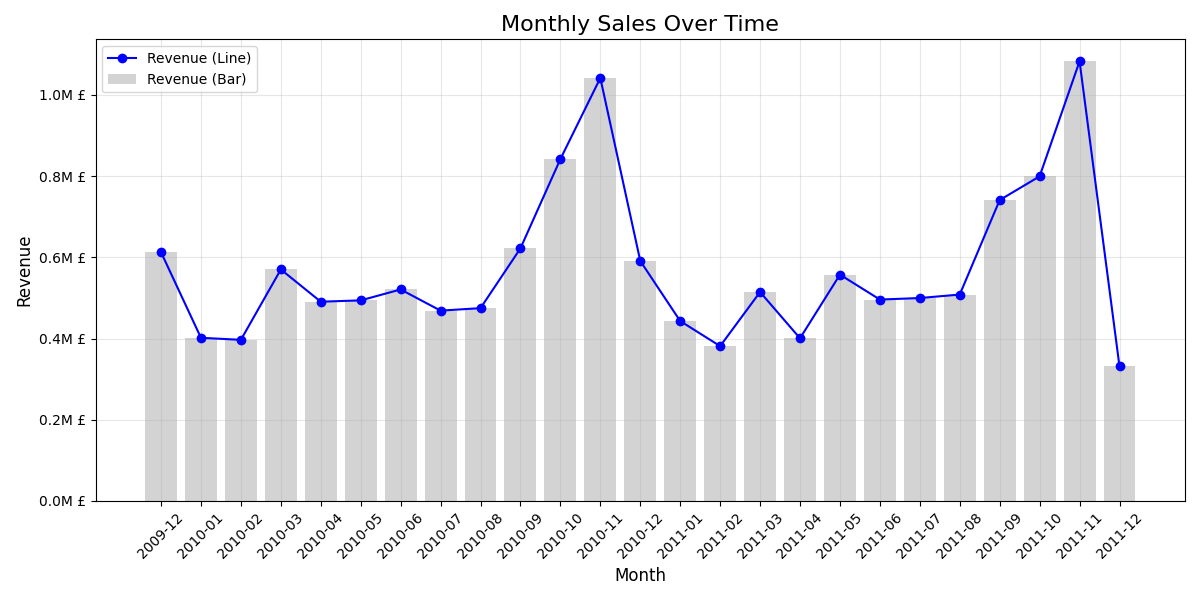 Monthly Sales Over Time
Revenue (Line)
Revenue (Bar)
1.0M £
0.8M £
0.6M £
0.4M £
0.2M £
0.0M £
Revenue
2009-12
2010-01
2010-02
2010-03
2010-04
2010-05
2010-06
2010-07
2010-08
2010-09
2010-10
2010-11
2010-12
2011-01
2011-02
2011-03
2011-04
2011-05
2011-06
2011-07
2011-08
2011-09
2011-10
2011-11
2011-12
Month